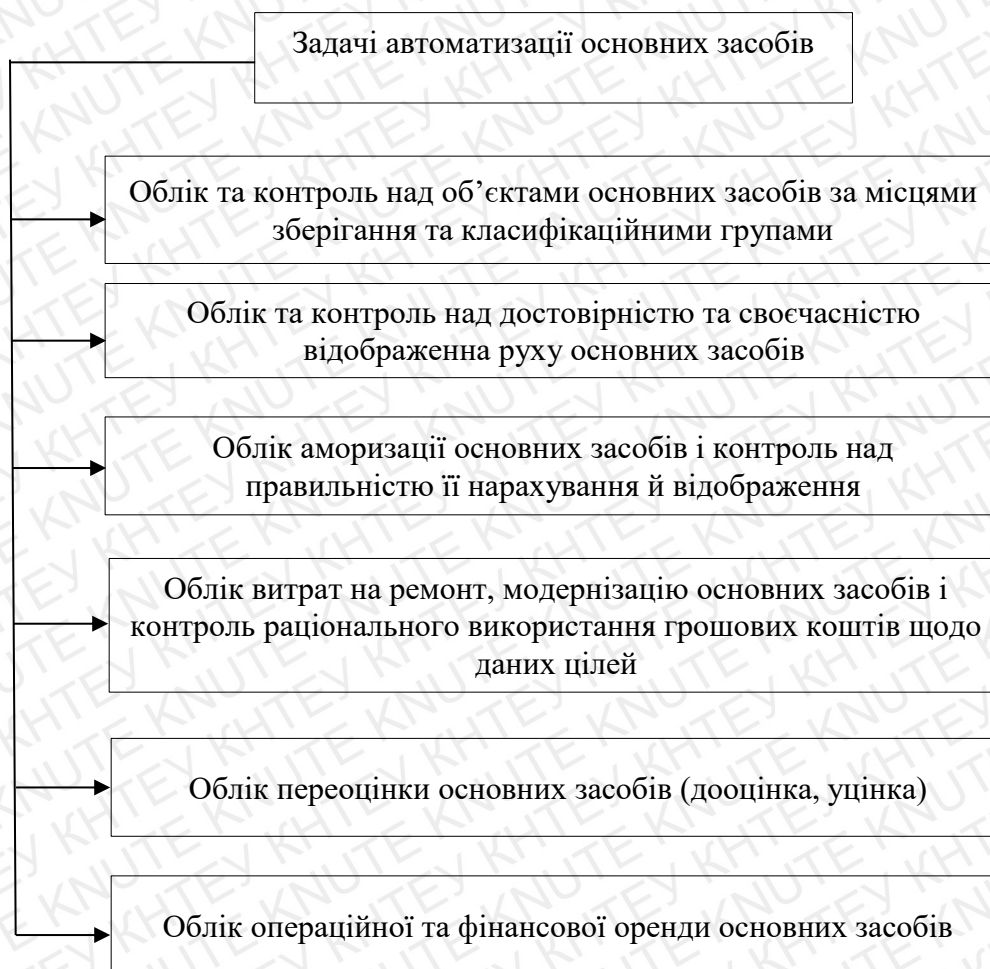 Задачі автоматизації основних засобів
Облік та контроль над об’єктами основних засобів за місцями
зберігання та класифікаційними групами
Облік та контроль над достовірністю та своєчасністю
відображенна руху основних засобів
Облік аморизації основних засобів і контроль над
правильністю її нарахування й відображення
Облік витрат на ремонт, модернізацію основних засобів і
контроль раціонального використання грошових коштів щодо
даних цілей
Облік переоцінки основних засобів (дооцінка, уцінка)
Облік операційної та фінансової оренди основних засобів